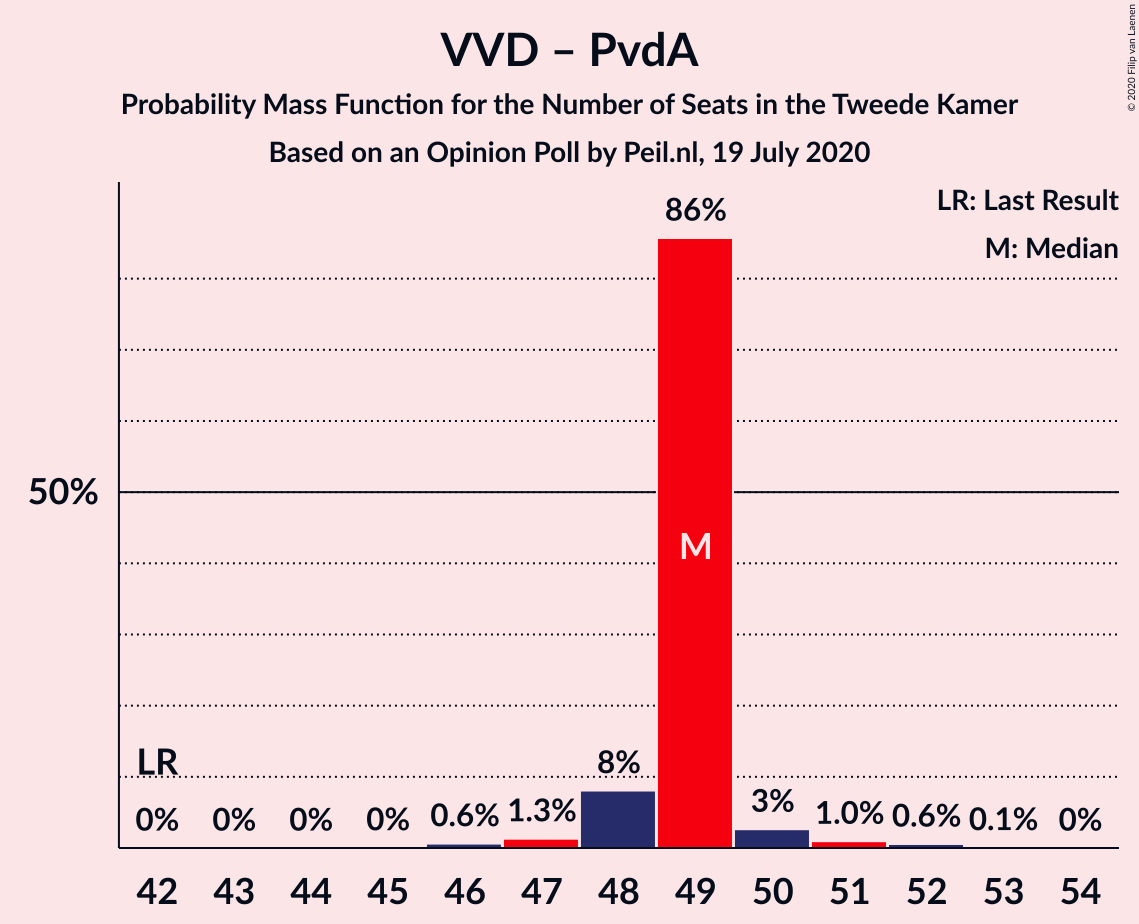 VVD – PvdA
Probability Mass Function for the Number of Seats in the Tweede Kamer
Based on an Opinion Poll by Peil.nl, 19 July 2020
© 2020 Filip van Laenen
LR: Last Result
M: Median
86%
50%
M
LR
0% 0% 0% 0% 0.6% 1.3% 8% 3% 1.0% 0.6% 0.1% 0%
42 43 44 45 46 47 48 49 50 51 52 53 54